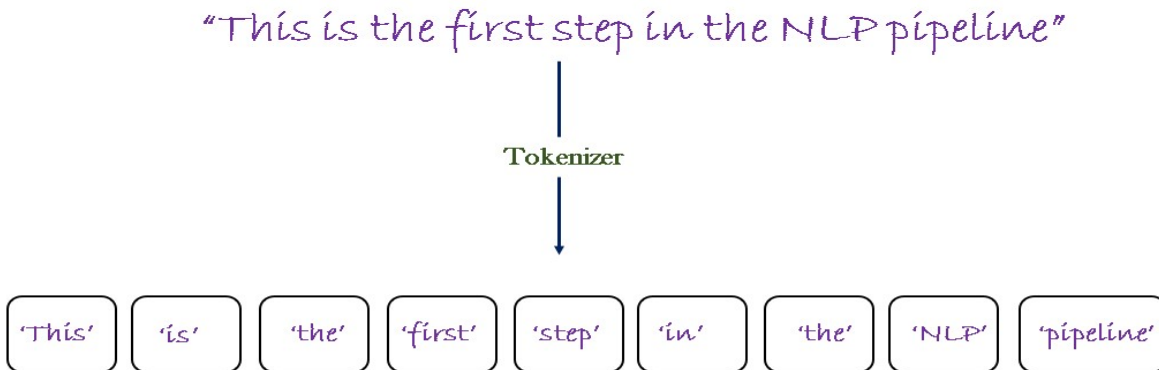 “This is the first step in the NLP pipeline”
Tokenizer
‘This’ ‘is’ ‘the’ ‘first’ ‘step’ ‘in’ ‘the’ ‘NLP’ ‘pipeline’